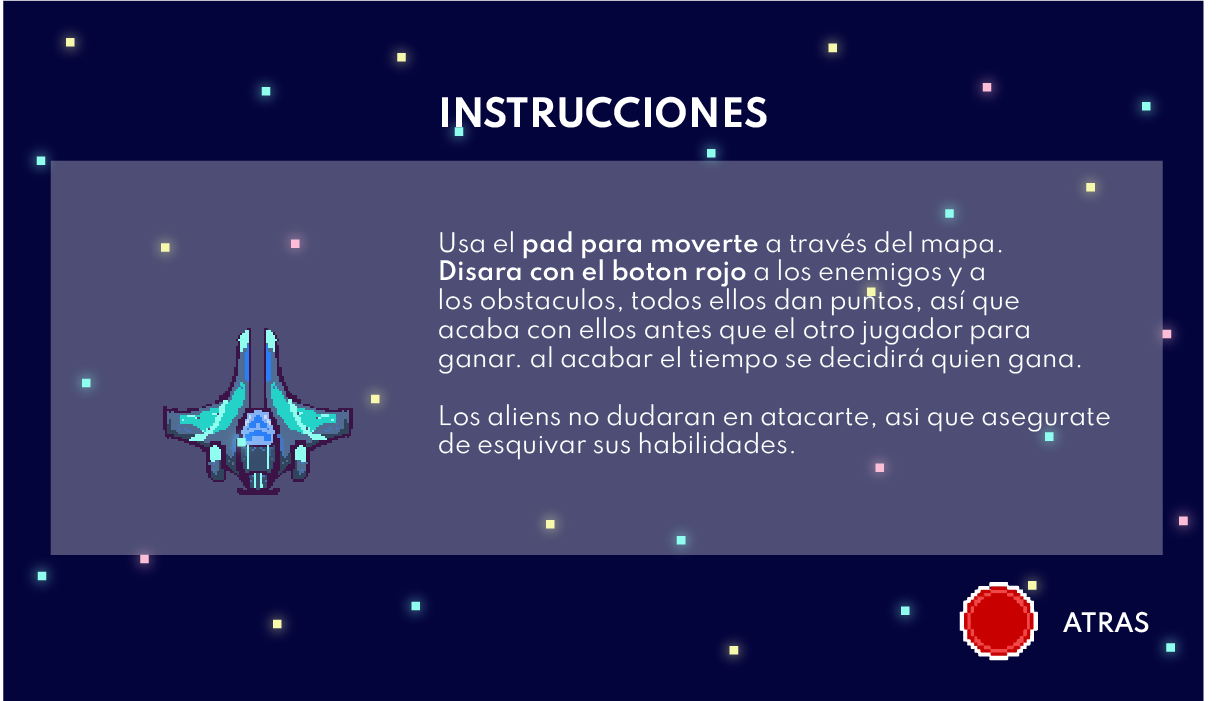 INSTRUCCIONES
Usa el pad para moverte a través del mapa.
Disara con el boton rojo a los enemigos y a
los obstaculos, todos ellos dan puntos, así que
acaba con ellos antes que el otro jugador para
ganar. al acabar el tiempo se decidirá quien gana.
Los aliens no dudaran en atacarte, asi que asegurate
de esquivar sus habilidades.
ATRAS